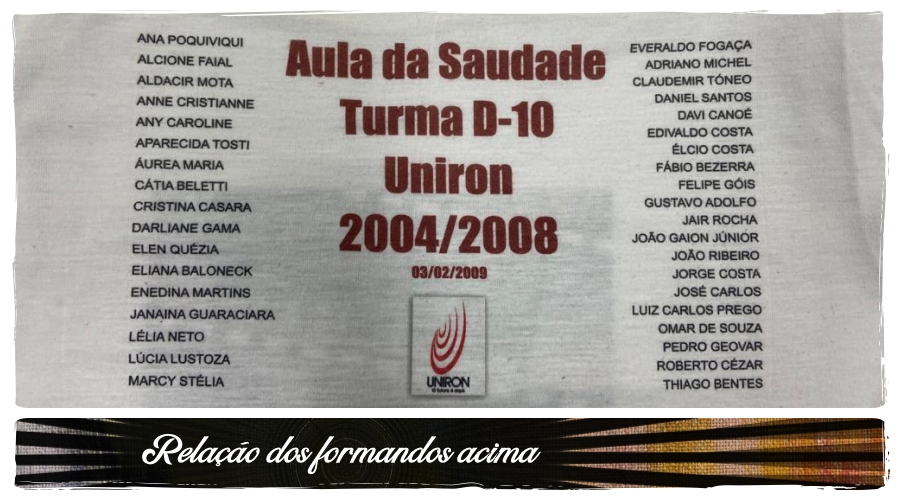 ANA POQUIVIQUI
ALCIONE FAIAL
ALDACIR MOTA
ANNE CRISTIANNE
ANY CAROLINE
APARECIDA TOSTI
ÁUREA MARIA
CÁTIA BELETTI
CRISTINA CASARA
DARLIANE GAMA
ELEN QUÉZIA
ELIANA BALONECK
ENEDINA MARTINS
JANAINA GUARACIARA
LÉLIA NETO
LÚCIA LUSTOZA
MARCY STÉLIA
Aula da Saudade
Turma D-10
Uniron
2004/2008
03/02/2009
UNIRON
O futuro é aqui.
EVERALDO FOGAÇA
ADRIANO MICHEL
CLAUDEMIR TÓNEO
DANIEL SANTOS
DAVI CANOÉ
EDIVALDO COSTA
ÉLCIO COSTA
FÁBIO BEZERRA
FELIPE GÓIS
GUSTAVO ADOLFO
JAIR ROCHA
JOÃO GAION JÚNIOR
JOÃO RIBEIRO
JORGE COSTA
JOSÉ CARLOS
LUIZ CARLOS PREGO
OMAR DE SOUZA
PEDRO GEOVAR
ROBERTO CÉZAR
THIAGO BENTES
Relação dos formandos acima